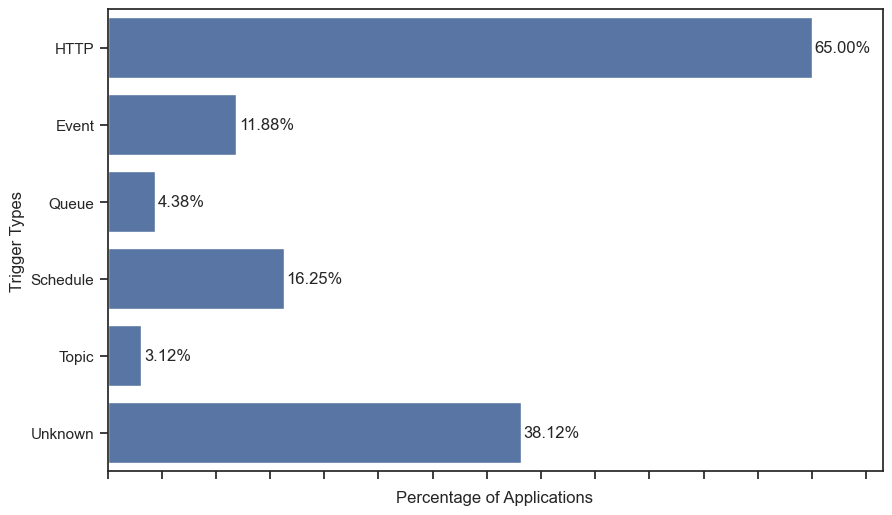 HTTP
65.00%
Event
11.88%
Queue
4.38%
Schedule
16.25%
Topic
3.12%
Unknown
38.12%
Trigger Types
Percentage of Applications